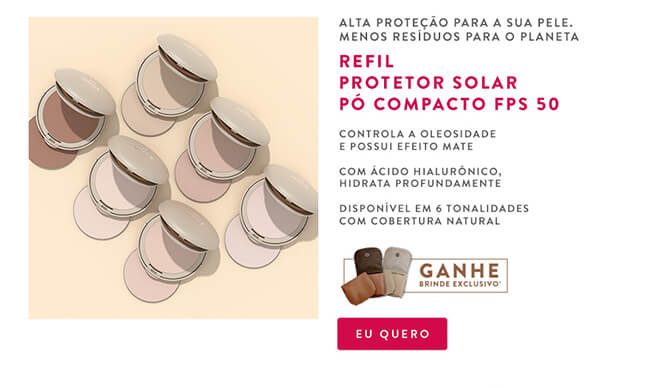 ALTA PROTEÇÃO PARA A SUA PELE.
MENOS RESÍDUOS PARA O PLANETA
REFIL
PROTETOR SOLAR
PÓ COMPACTO FPS 50
CONTROLA A OLEOSIDADE
E POSSUI EFEITO MATE
COM ÁCIDO HIALURÔNICO,
HIDRATA PROFUNDAMENTE
DISPONÍVEL EM 6 TONALIDADES
COM COBERTURA NATURAL
GANHE
BRINDE EXCLUSIVO*
EU QUERO